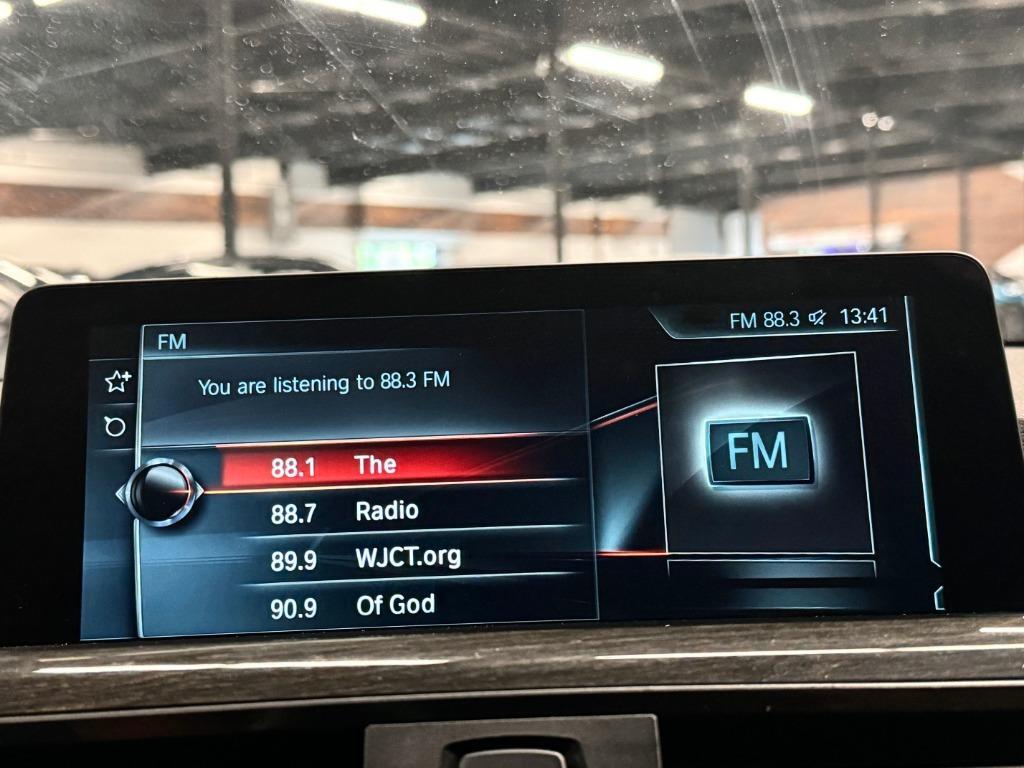 FM
FM 88.3 13:41
You are listening to 88.3 FM
88.1 The
88.7 Radio
89.9 WJCT.org
90.9 Of God
FM